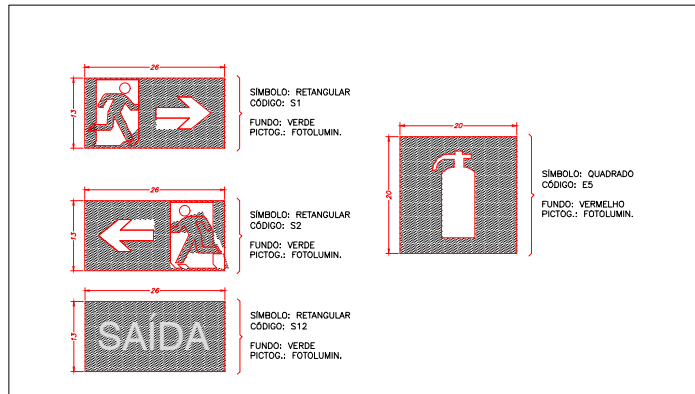 26
13
SÍMBOLO: RETANGULAR
CÓDIGO: S1
FUNDO: VERDE
PICTOG.: FOTOLUMIN.
26
13
SÍMBOLO: RETANGULAR
CÓDIGO: S2
FUNDO: VERDE
PICTOG.: FOTOLUMIN.
26
13
SAÍDA
SÍMBOLO: RETANGULAR
CÓDIGO: S12
FUNDO: VERDE
PICTOG.: FOTOLUMIN.
20
20
SÍMBOLO: QUADRADO
CÓDIGO: E5
FUNDO: VERMELHO
PICTOG.: FOTOLUMIN.